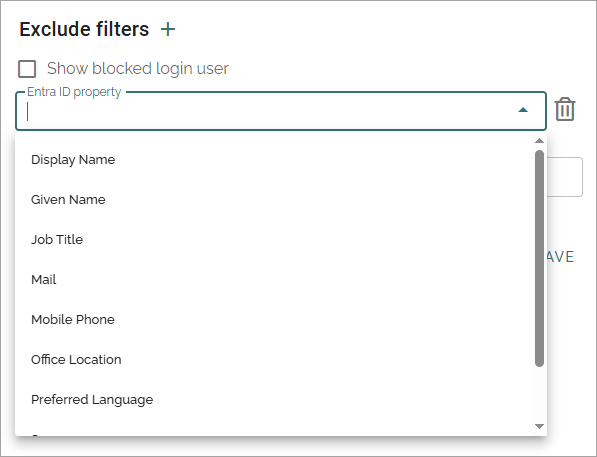 Exclude filters +
Show blocked login user
Entra ID property
Display Name
Given Name
Job Title
AVE
Mail
Mobile Phone
Office Location
Preferred Language